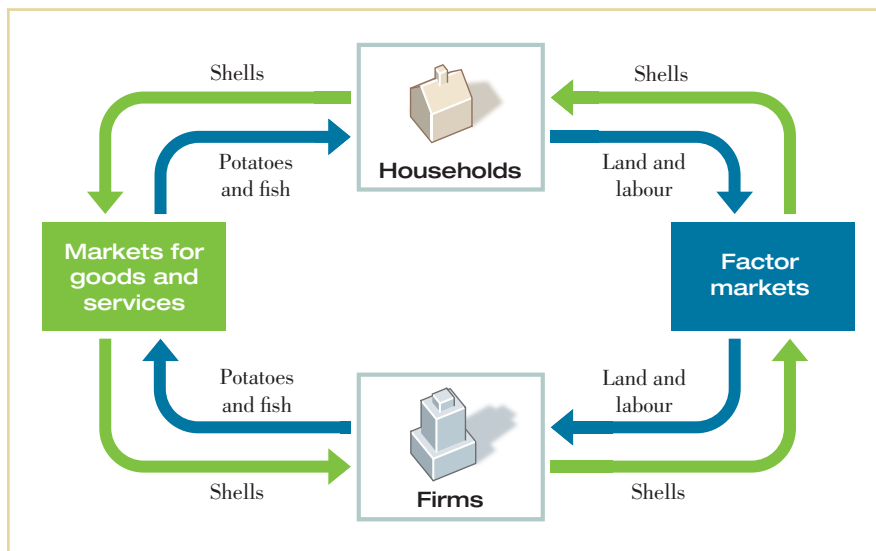 Shells
Shells
Potatoes
and fish
Households
Land and
labour
Markets for
goods and
services
Factor
markets
Potatoes
and fish
Land and
labour
Shells
Firms
Shells